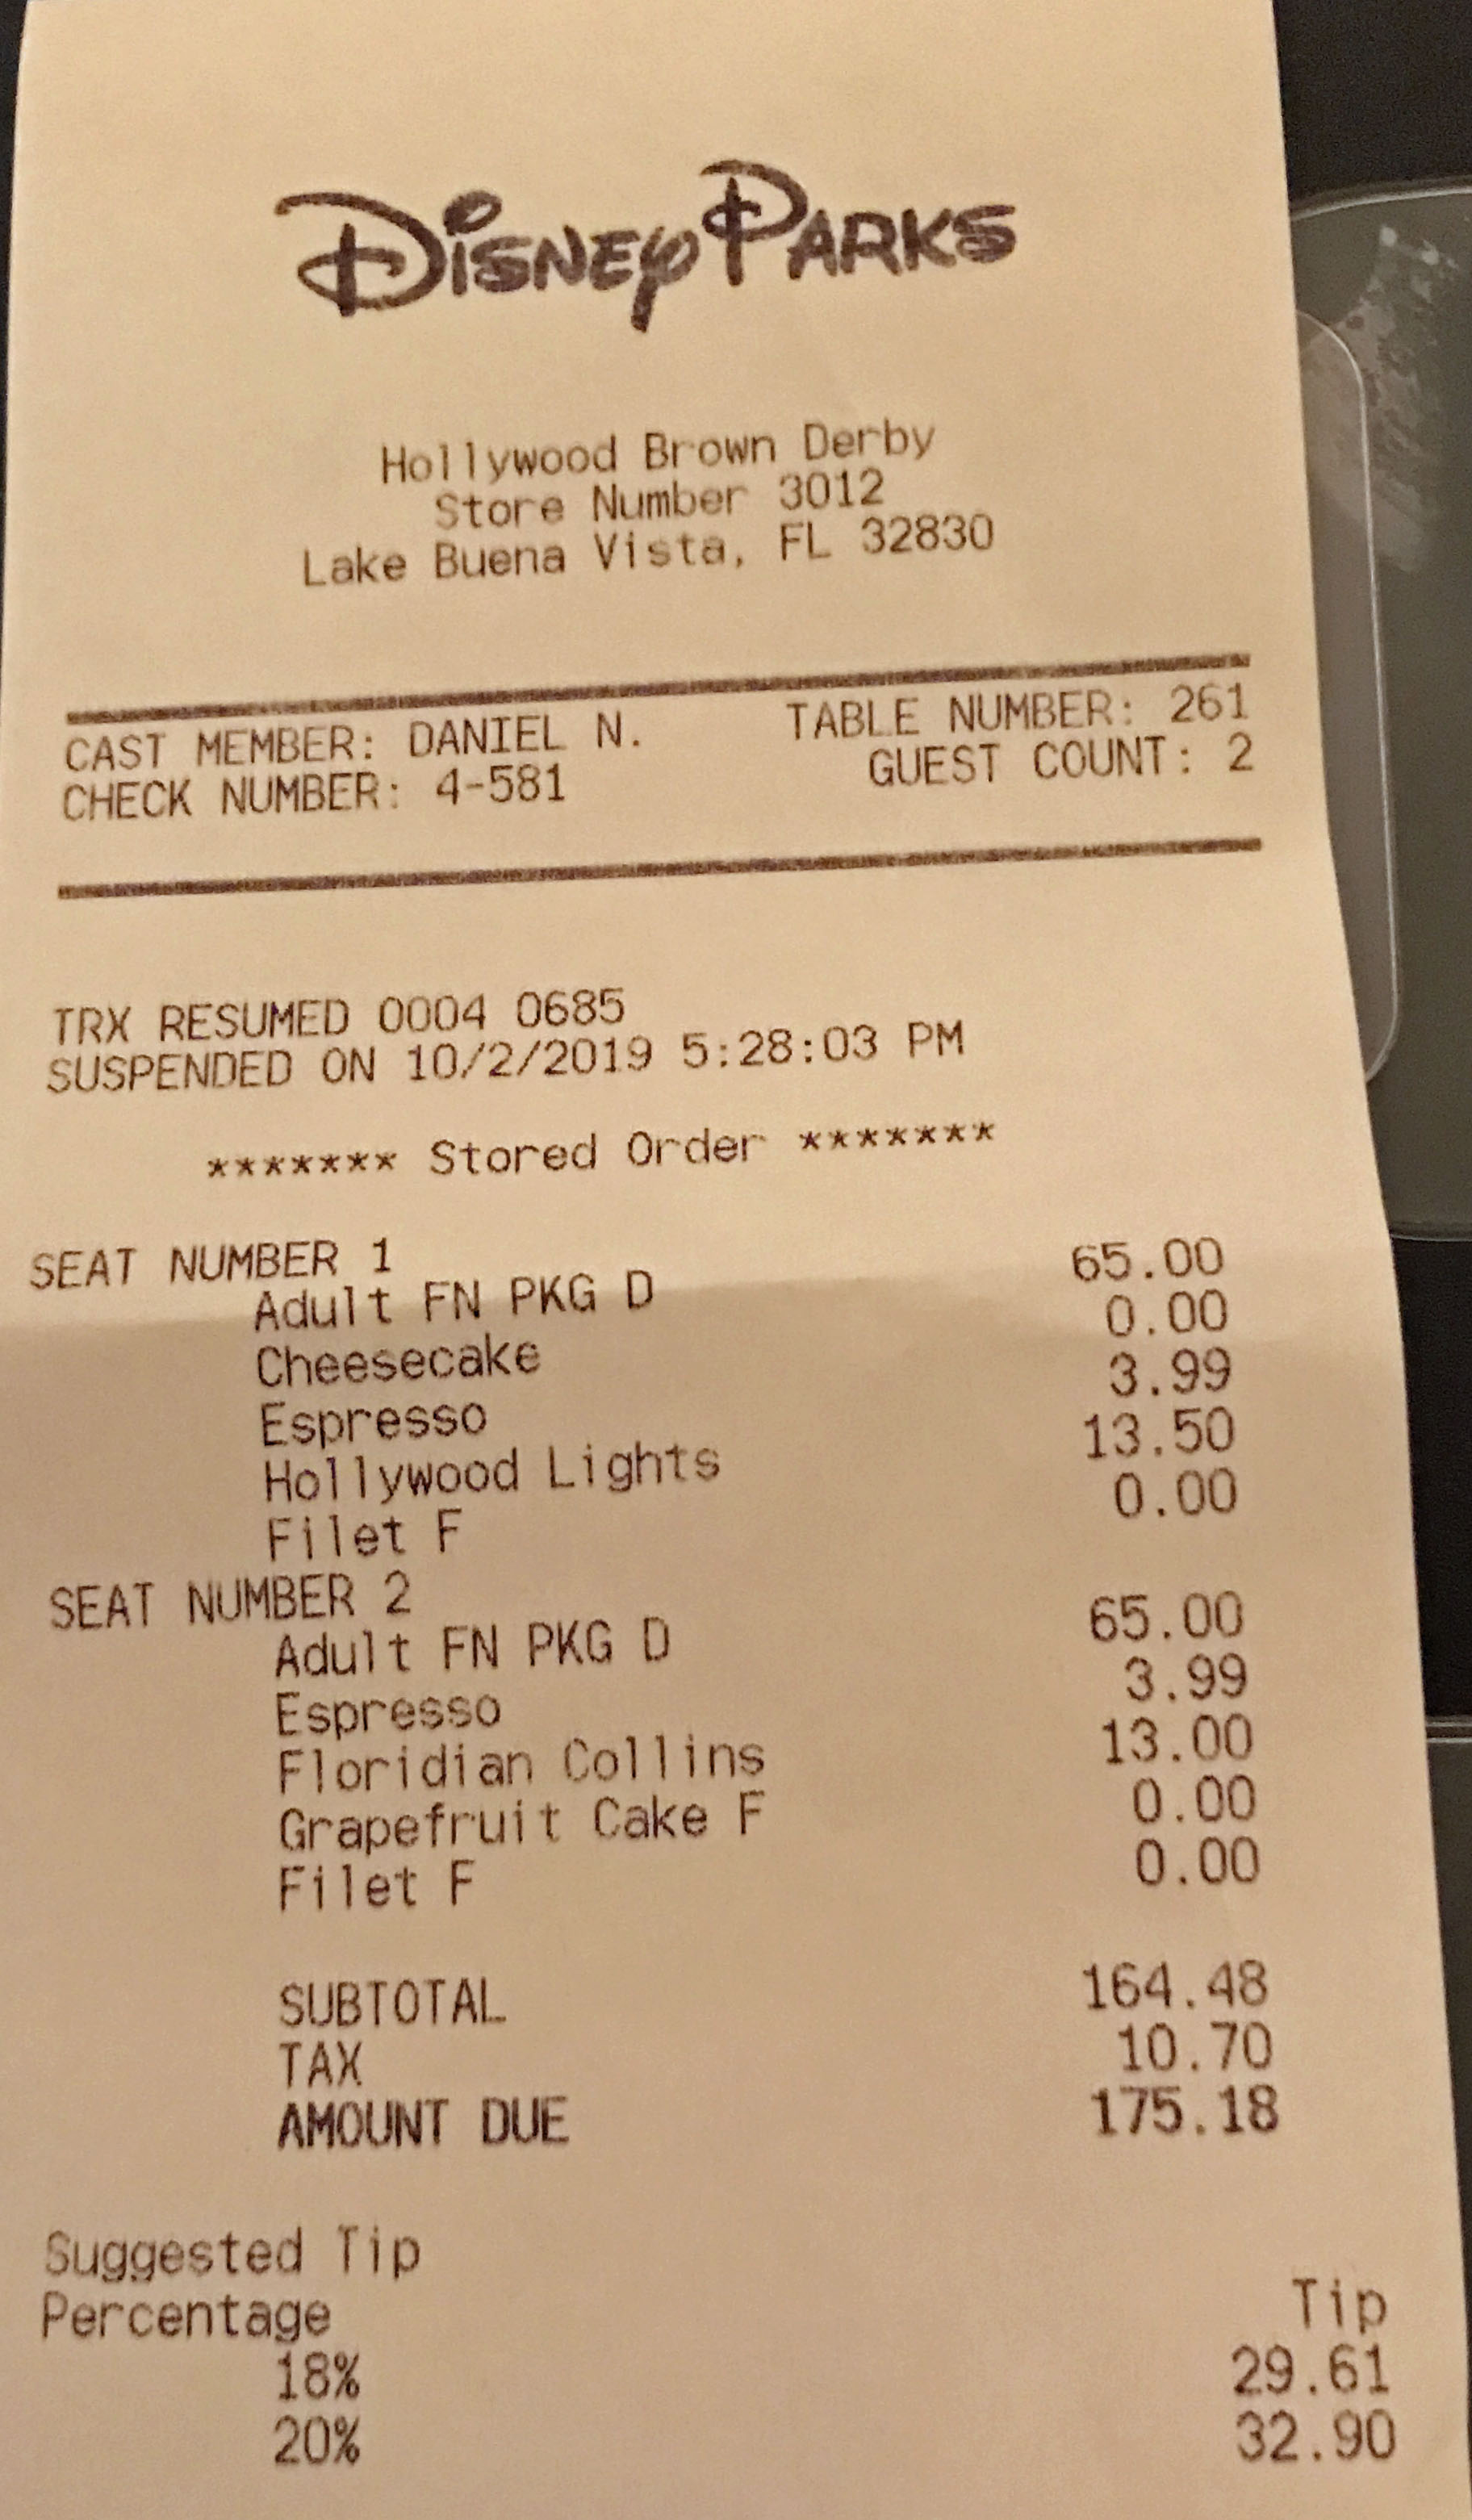 Disney Parks
Hollywood Brown Derby
Store Number 3012
Lake Buena Vista, FL 32830
CAST MEMBER: DANIEL N. TABLE NUMBER: 261
CHECK NUMBER: 4-581 GUEST COUNT: 2
TRX RESUMED 0004 0685
SUSPENDED ON 10/2/2019 5:28:03 PM
******* Stored Order *******
SEAT NUMBER 1
Adult FN PKG D 65.00
Cheesecake 0.00
Espresso 3.99
Hollywood Lights 13.50
Filet F 0.00
SEAT NUMBER 2
Adult FN PKG D 65.00
Espresso 3.99
Floridian Collins 13.00
Grapefruit Cake F 0.00
Filet F 0.00
SUBTOTAL 164.48
TAX 10.70
AMOUNT DUE 175.18
Suggested Tip
Percentage Tip
18% 29.61
20% 32.90